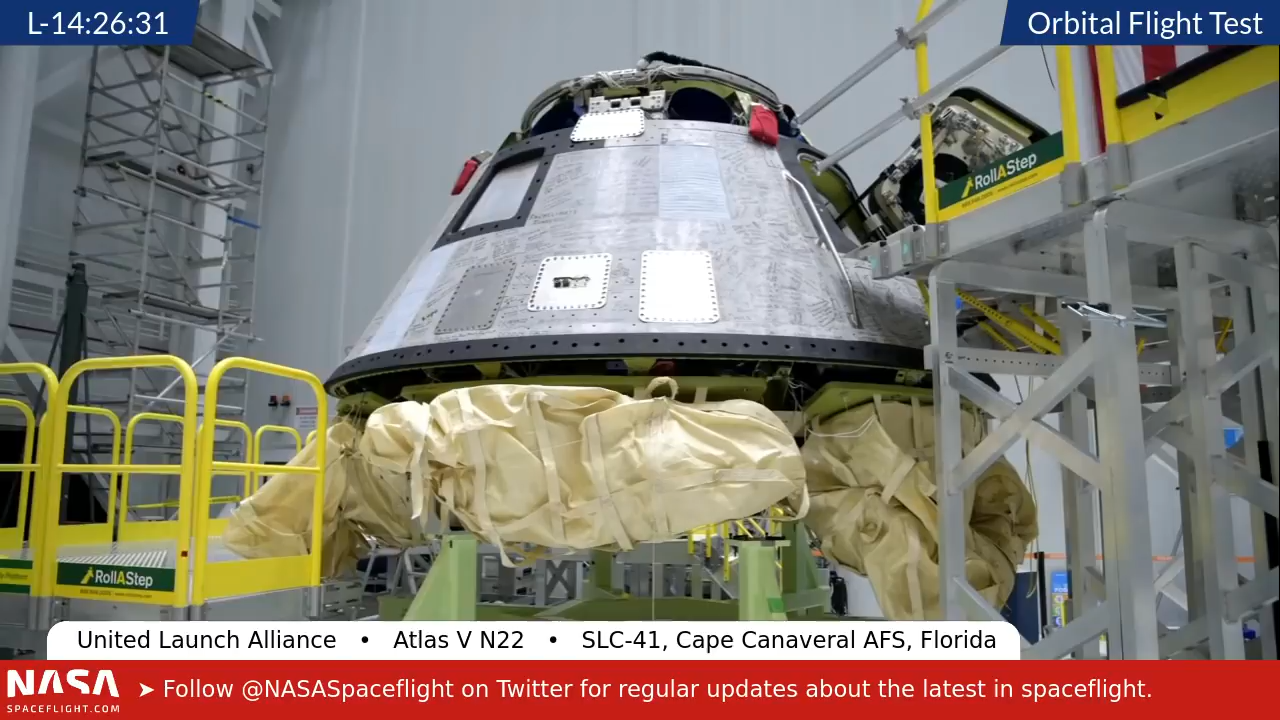 L-14:26:31
Orbital Flight Test
RollAStep
RollAStep
United Launch Alliance • Atlas V N22 • SLC-41, Cape Canaveral AFS, Florida
NASA
SPACEFLIGHT.COM
➤ Follow @NASASpaceflight on Twitter for regular updates about the latest in spaceflight.